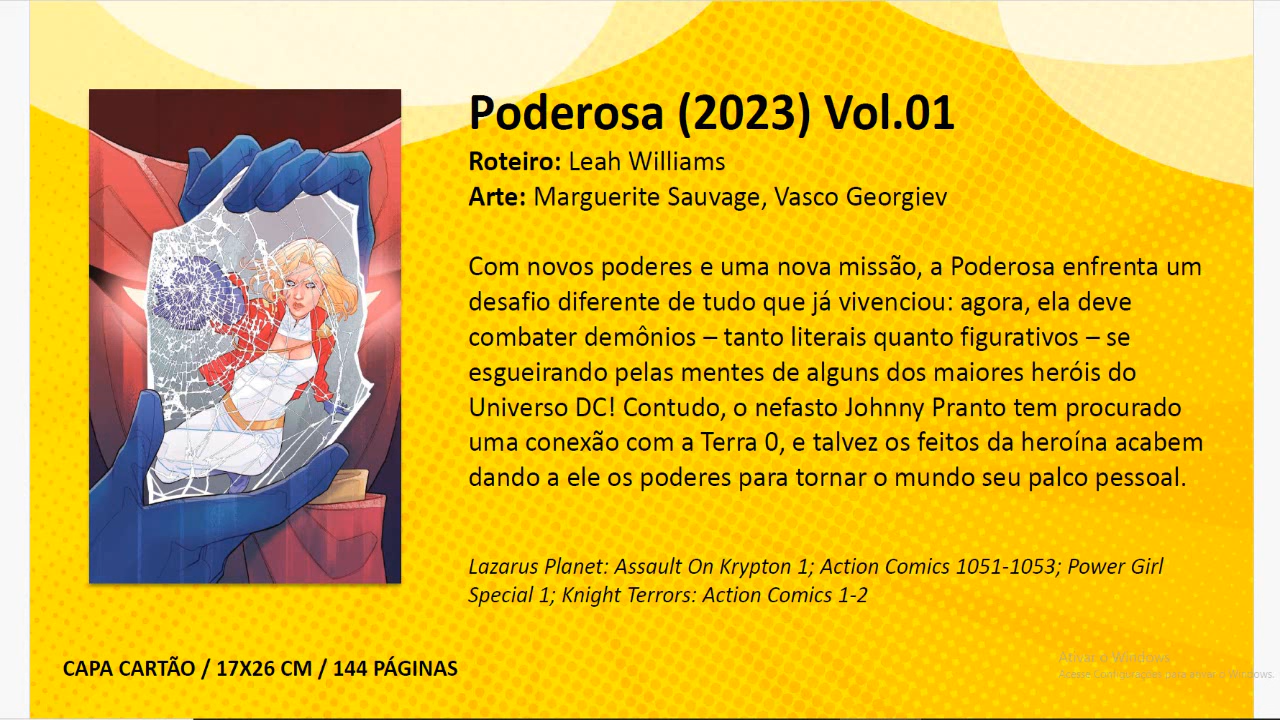 Poderosa (2023) Vol.01
Roteiro: Leah Williams
Arte: Marguerite Sauvage, Vasco Georgiev
Com novos poderes e uma nova missão, a Poderosa enfrenta um
desafio diferente de tudo que já vivenciou: agora, ela deve
combater demônios – tanto literais quanto figurativos – se
esgueirando pelas mentes de alguns dos maiores heróis do
Universo DC! Contudo, o nefasto Johnny Pranto tem procurado
uma conexão com a Terra 0, e talvez os feitos da heroína acabem
dando a ele os poderes para tornar o mundo seu palco pessoal.
Lazarus Planet: Assault On Krypton 1; Action Comics 1051-1053; Power Girl
Special 1; Knight Terrors: Action Comics 1-2
CAPA CARTÃO / 17X26 CM / 144 PÁGINAS
Ativar o Windows
Acesse Configurações para ativar o Windows.